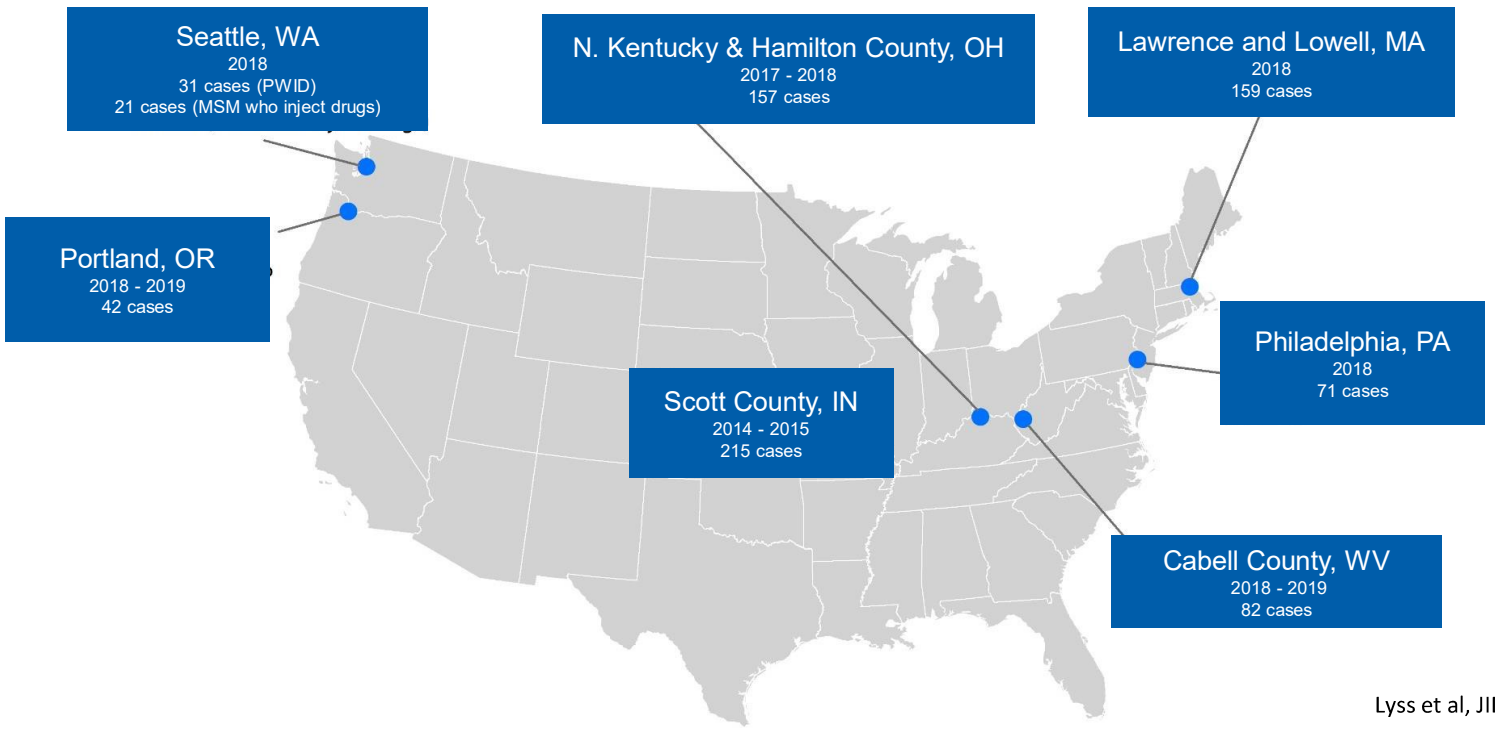 Seattle, WA
2018
31 cases (PWID)
21 cases (MSM who inject drugs)
N. Kentucky & Hamilton County, OH
2017 - 2018
157 cases
Lawrence and Lowell, MA
2018
159 cases
Portland, OR
2018 - 2019
42 cases
Philadelphia, PA
2018
71 cases
Scott County, IN
2014 - 2015
215 cases
Cabell County, WV
2018 - 2019
82 cases
Lyss et al, JII